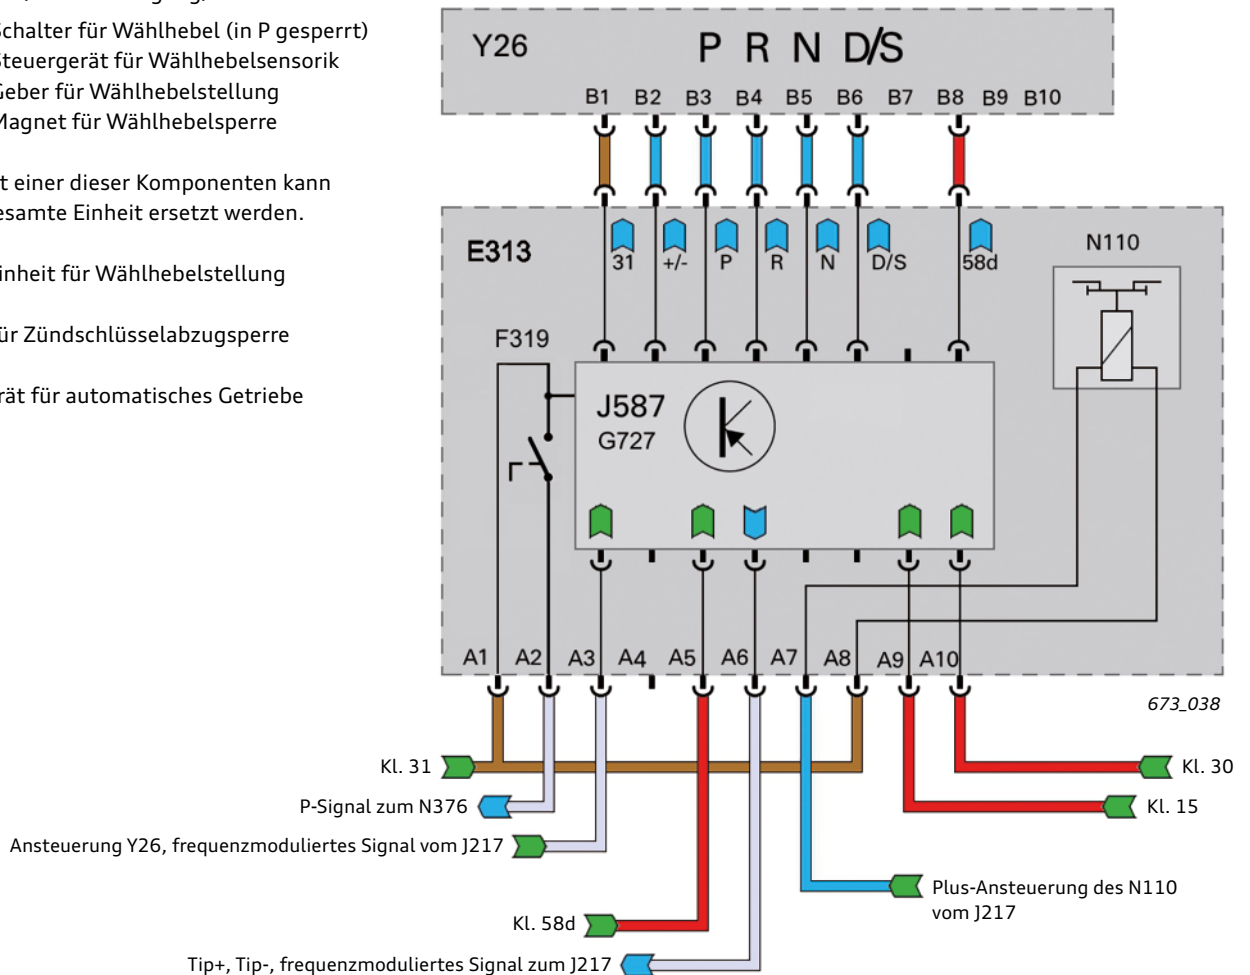 Schalter für Wählhebel (in P gesperrt)
Steuergerät für Wählhebelsensorik
Geber für Wählhebelstellung
Magnet für Wählhebelsperre
t einer dieser Komponenten kann
esamte Einheit ersetzt werden.
inheit für Wählhebelstellung
ür Zündschlüsselabzugsperre
rät für automatisches Getriebe
Y26 P R N D/S
B1 B2 B3 B4 B5 B6 B7 B8 B9 B10
E313
31 +/- P R N D/S 58d
N110
F319
J587
G727
A1 A2 A3 A4 A5 A6 A7 A8 A9 A10
673_038
Kl. 31
Kl. 30
P-Signal zum N376
Kl. 15
Ansteuerung Y26, frequenzmoduliertes Signal vom J217
Plus-Ansteuerung des N110
vom J217
Kl. 58d
Tip+, Tip-, frequenzmoduliertes Signal zum J217